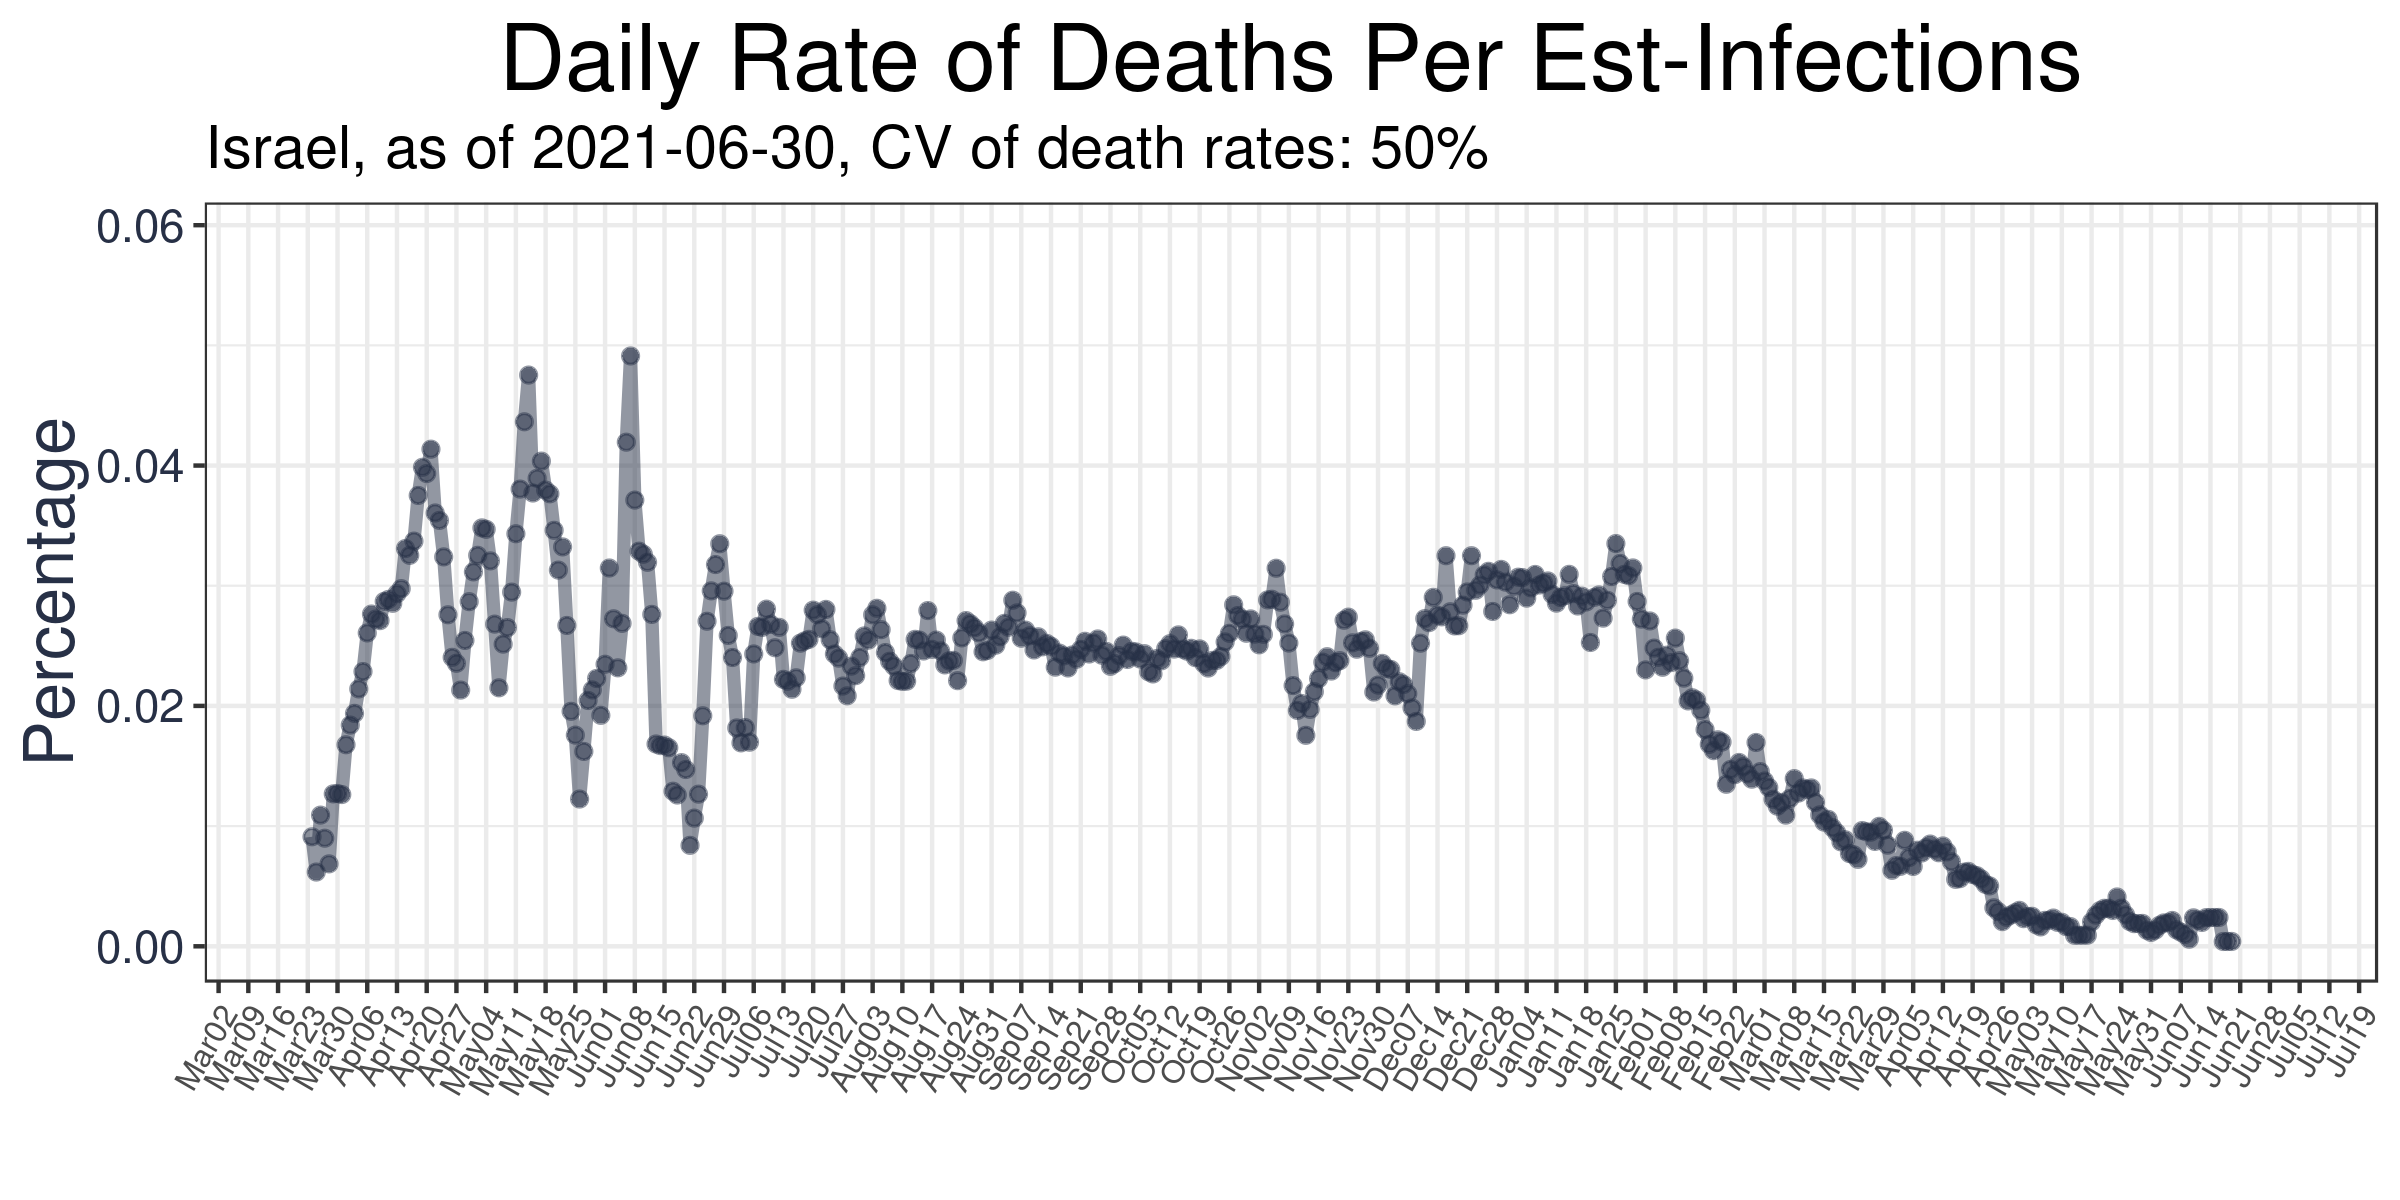 Daily Rate of Deaths Per Est-Infections
Israel, as of 2021-06-30, CV of death rates: 50%
Percentage
0.06
0.04
0.02
0.00
Mar02
Mar09
Mar16
Mar23
Mar30
Apr06
Apr13
Apr20
Apr27
May04
May11
May18
May25
Jun01
Jun08
Jun15
Jun22
Jun29
Jul06
Jul13
Jul20
Jul27
Aug03
Aug10
Aug17
Aug24
Aug31
Sep07
Sep14
Sep21
Sep28
Oct05
Oct12
Oct19
Oct26
Nov02
Nov09
Nov16
Nov23
Nov30
Dec07
Dec14
Dec21
Dec28
Jan04
Jan11
Jan18
Jan25
Feb01
Feb08
Feb15
Feb22
Mar01
Mar08
Mar15
Mar22
Mar29
Apr05
Apr12
Apr19
Apr26
May03
May10
May17
May24
May31
Jun07
Jun14
Jun21
Jun28
Jul05
Jul12
Jul19